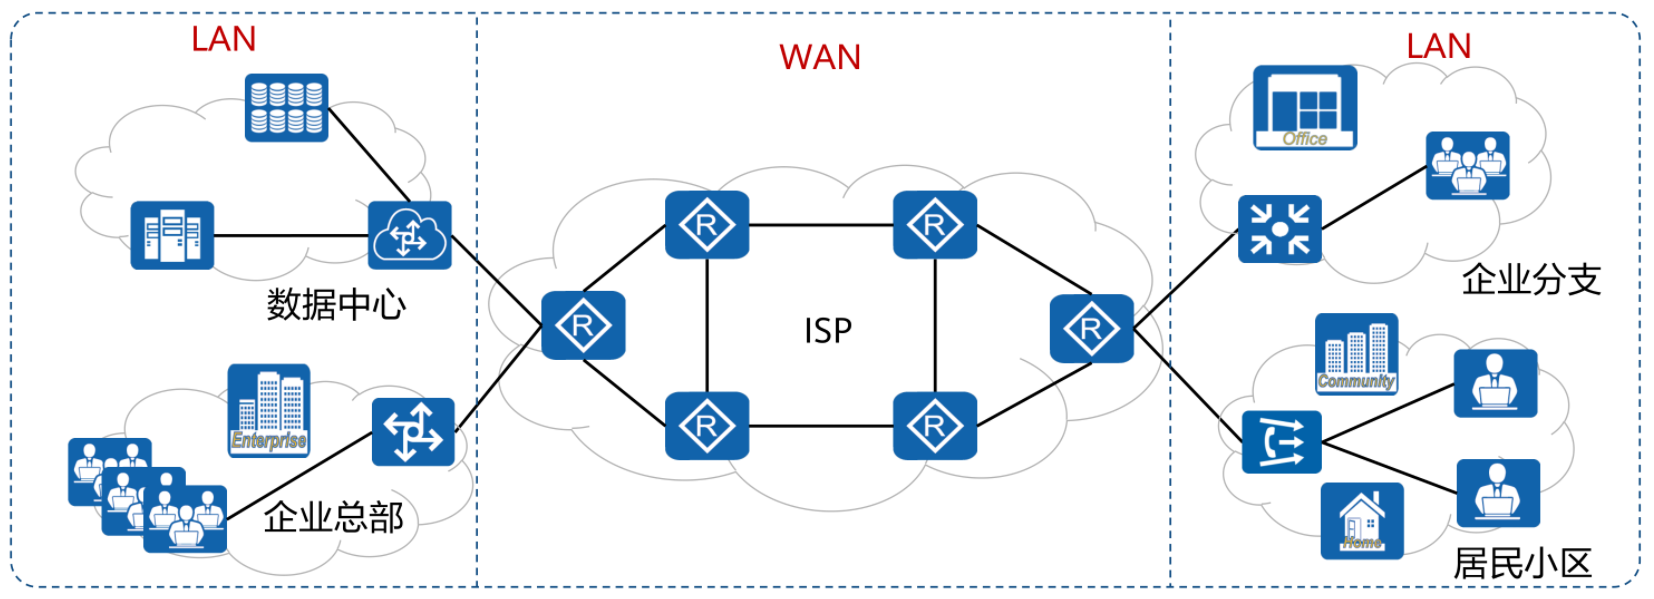 LAN
WAN
LAN
Office
企业分支
数据中心
R
R
R
R
ISP
Community
Enterprise
R
R
企业总部
Home
居民小区